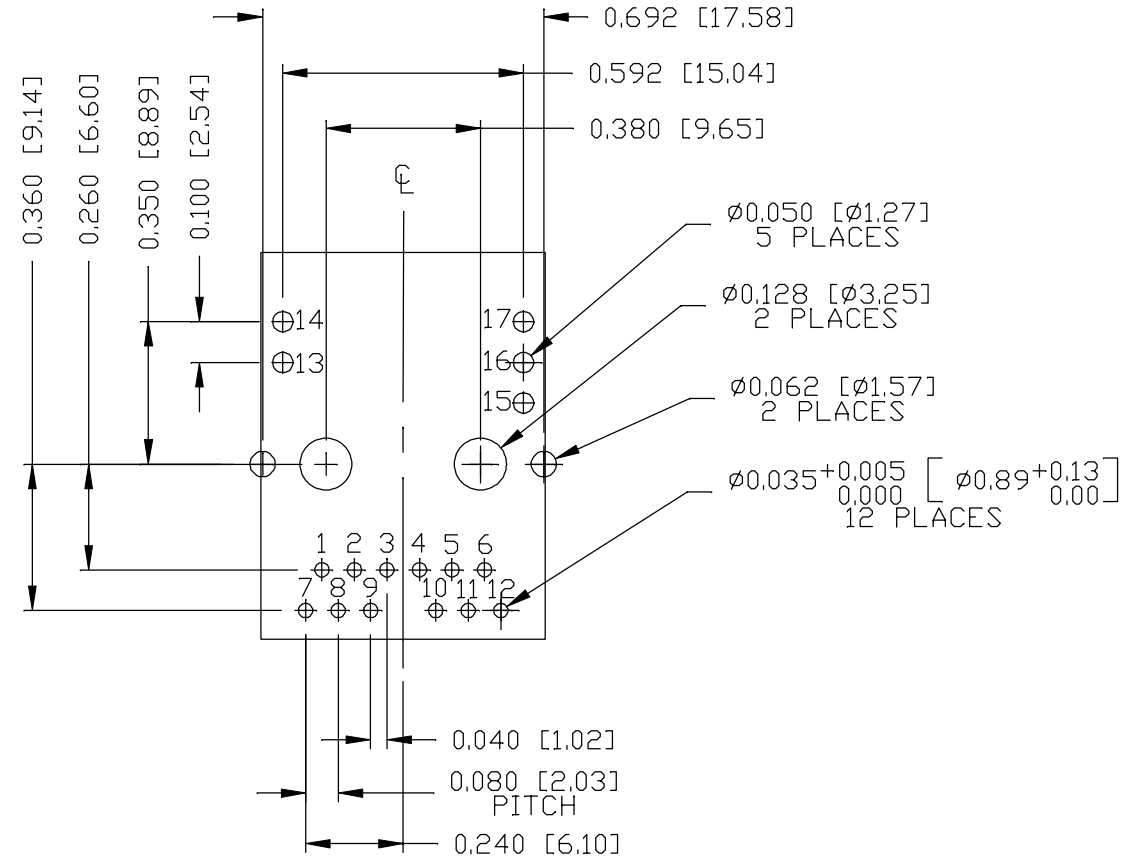 0.692 [17.58]
0.592 [15.04]
0.380 [9.65]
0.360 [9.14]
0.260 [6.60]
0.350 [8.89]
0.100 [2.54]
℄
Ø0.050 [Ø1.27]
5 PLACES
Ø0.128 [Ø3.25]
2 PLACES
Ø0.062 [Ø1.57]
2 PLACES
Ø0.035 +0.005 0.000 [ Ø0.89 +0.13 0.00 ]
12 PLACES
14 17
13 16
15
1 2 3 4 5 6
7 8 9 10 11 12
0.040 [1.02]
0.080 [2.03]
PITCH
0.240 [6.10]